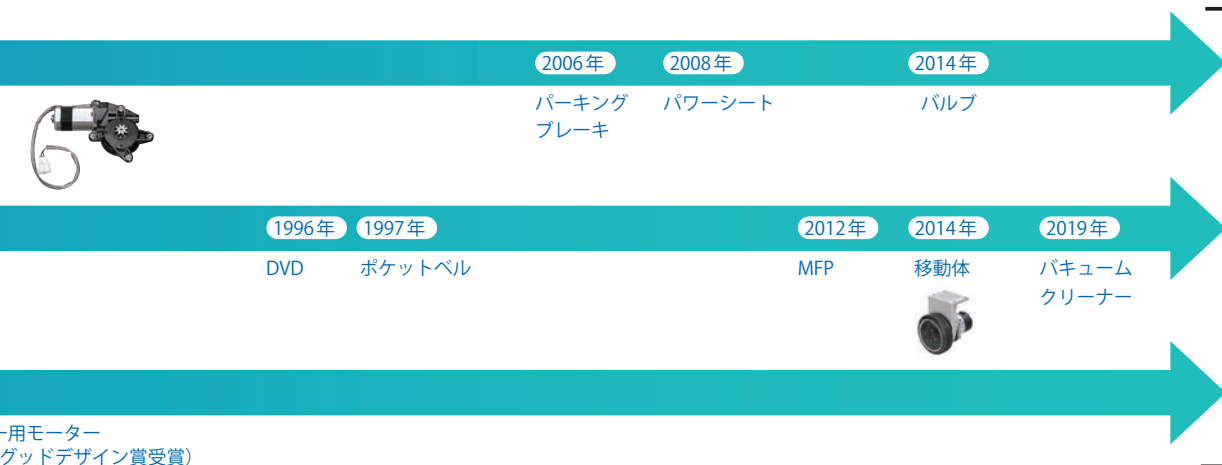 2006年 2008年 2014年
パーキング パワーシート バルブ
ブレーキ
1996年 1997年 2012年 2014年 2019年
DVD ポケットベル MFP 移動体 バキューム
クリーナー
ー用モーター
グッドデザイン賞受賞）